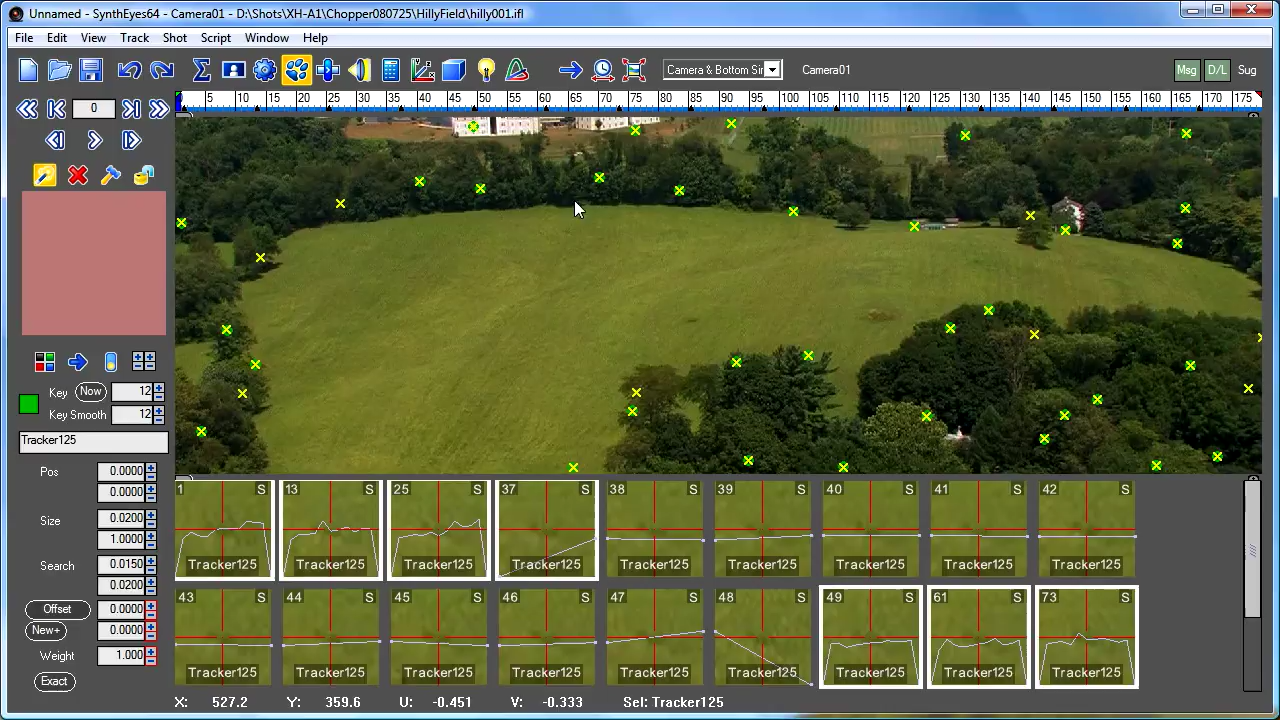 Unnamed - SynthEyes64 - Camera01 - D:\Shots\XH-A1\Chopper080725\HillyField\hilly001.ifl
File Edit View Track Shot Script Window Help
Camera & Bottom Sir Camera01 Msg D/L Sug
0 5 10 15 20 25 30 35 40 45 50 55 60 65 70 75 80 85 90 95 100 105 110 115 120 125 130 135 140 145 150 155 160 165 170 175
0
Key Now 12
Key Smooth 12
Tracker125
Pos 0.0000
0.0000
Size 0.0200
1.0000
Search 0.0150
0.0200
Offset 0.0000
New+ 0.0000
Weight 1.000
Exact
1 S 13 S 25 S 37 S 38 S 39 S 40 S 41 S 42 S
Tracker125 Tracker125 Tracker125 Tracker125 Tracker125 Tracker125 Tracker125 Tracker125 Tracker125
43 S 44 S 45 S 46 S 47 S 48 S 49 S 61 S 73 S
Tracker125 Tracker125 Tracker125 Tracker125 Tracker125 Tracker125 Tracker125 Tracker125 Tracker125
X: 527.2 Y: 359.6 U: -0.451 V: -0.333 Sel: Tracker125